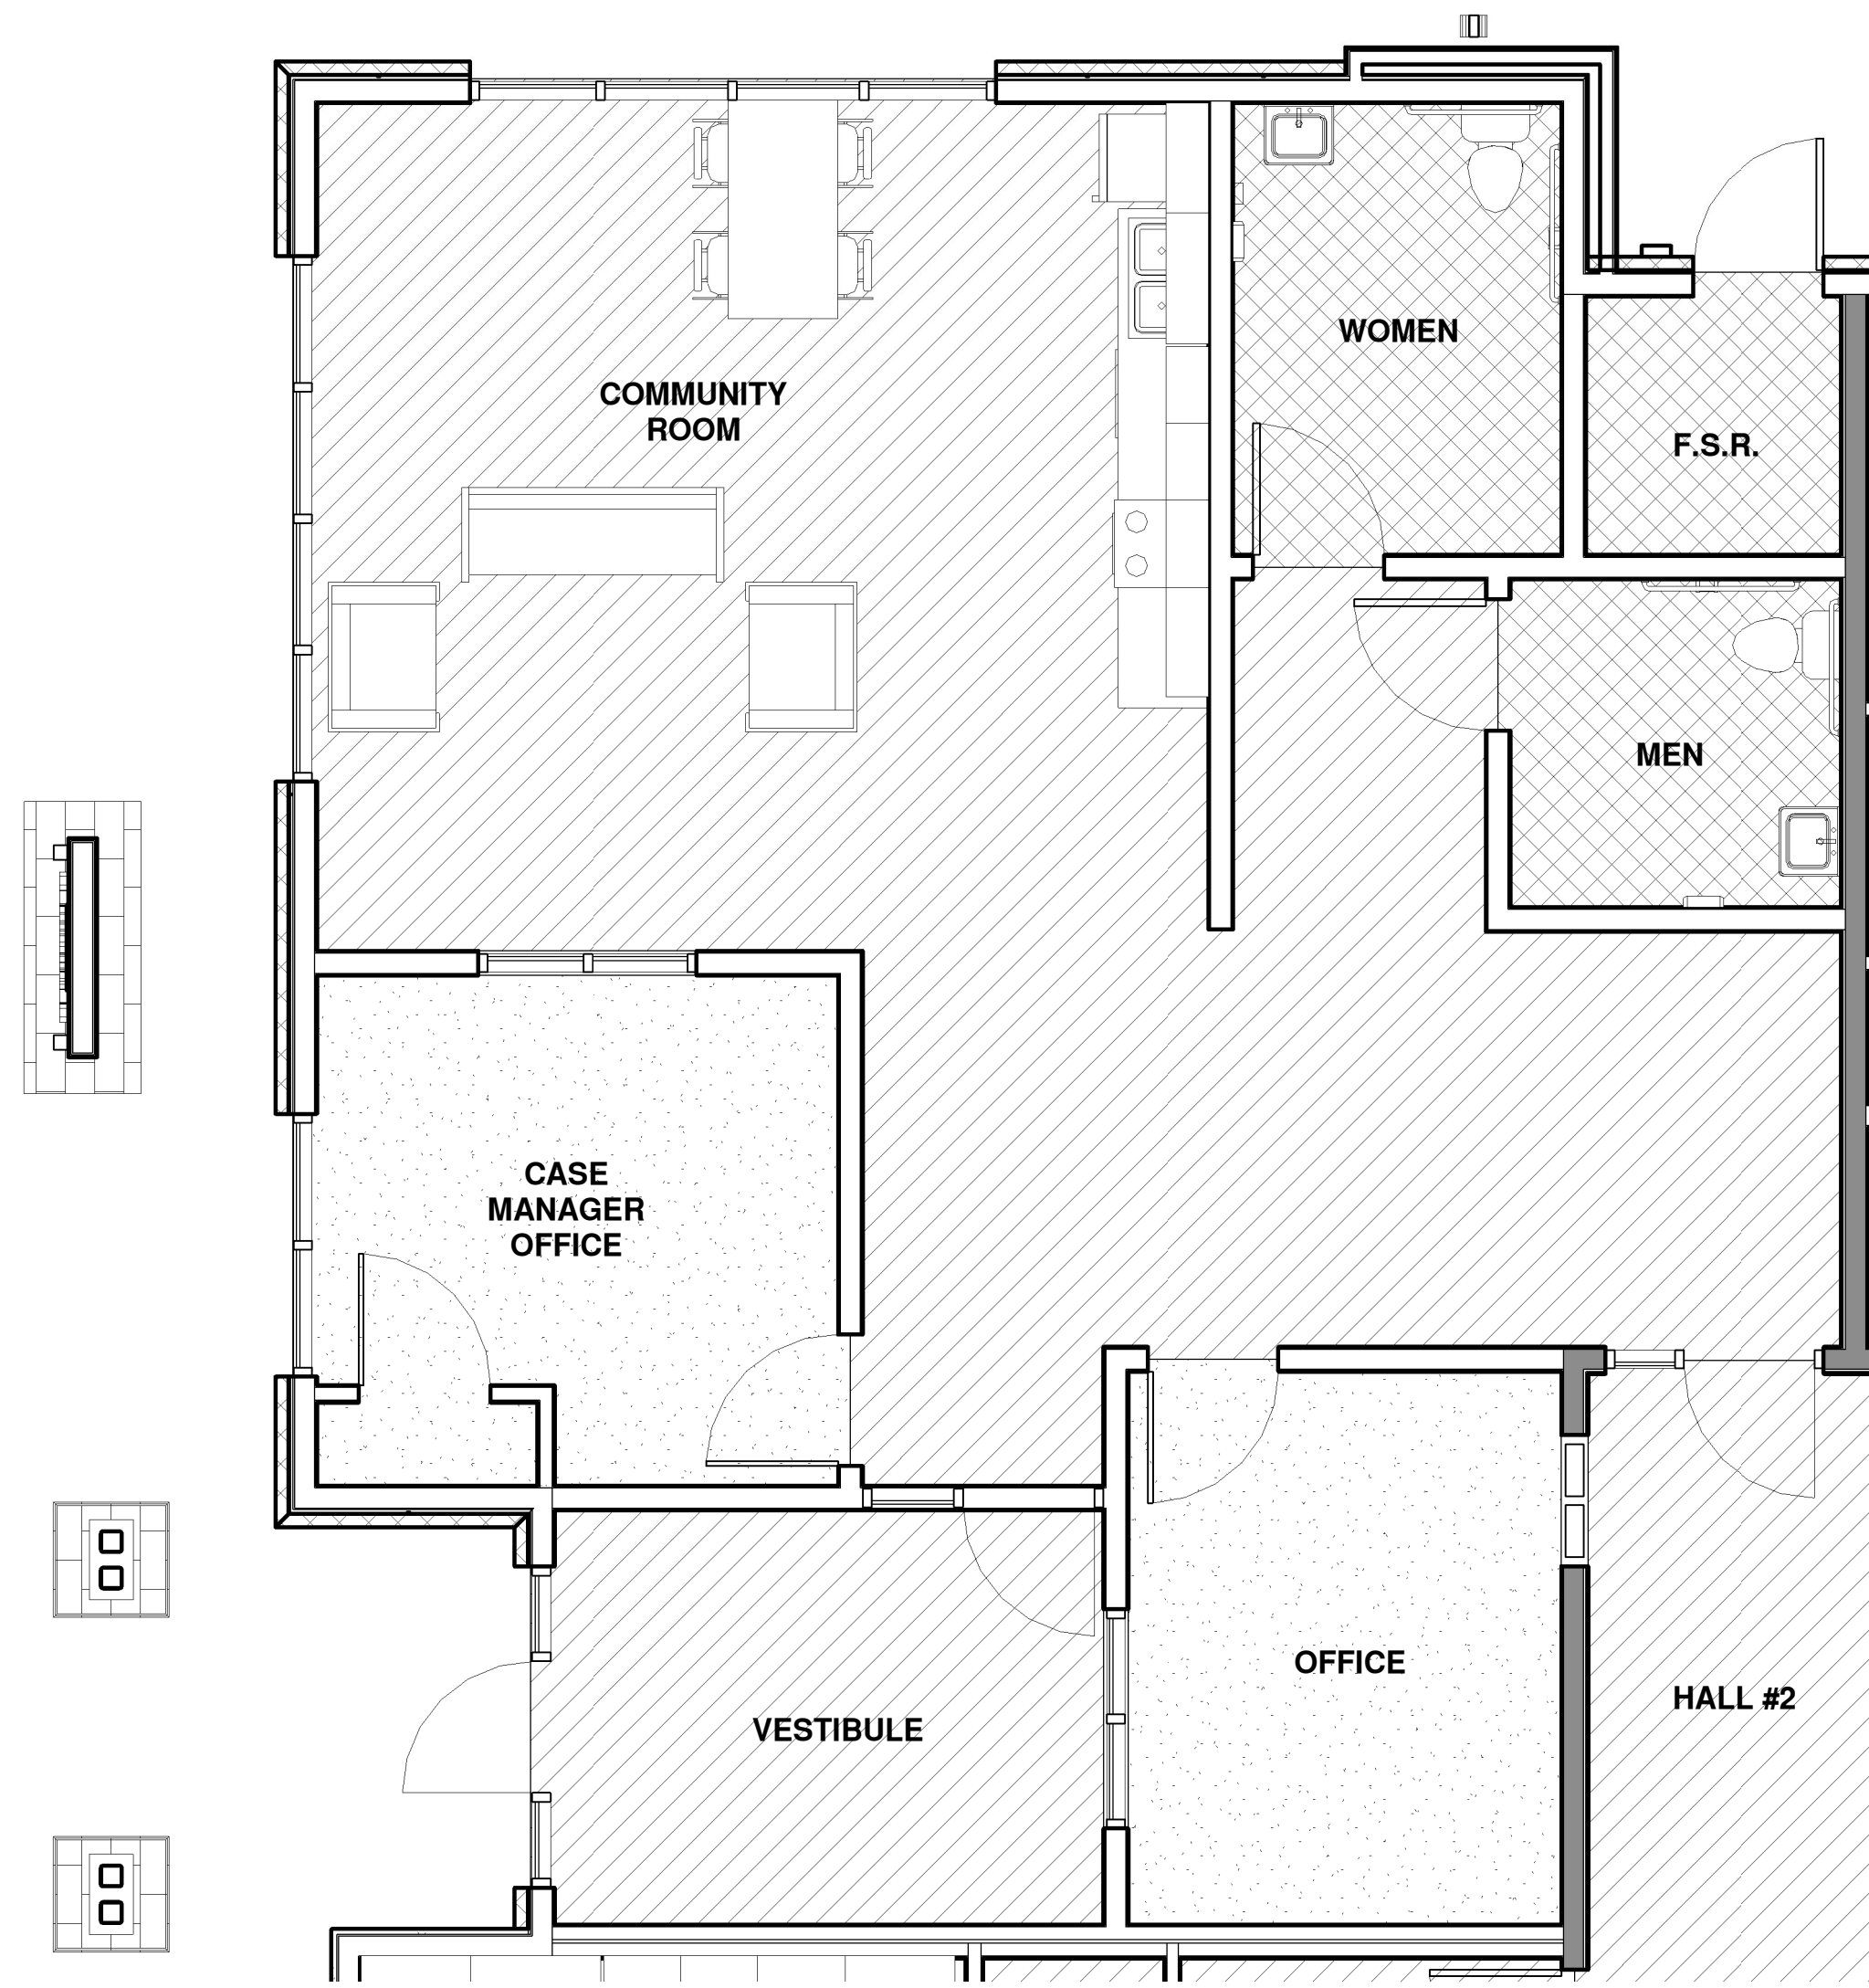 WOMEN
COMMUNITY
ROOM
F.S.R.
MEN
CASE
MANAGER
OFFICE
OFFICE
HALL #2
VESTIBULE